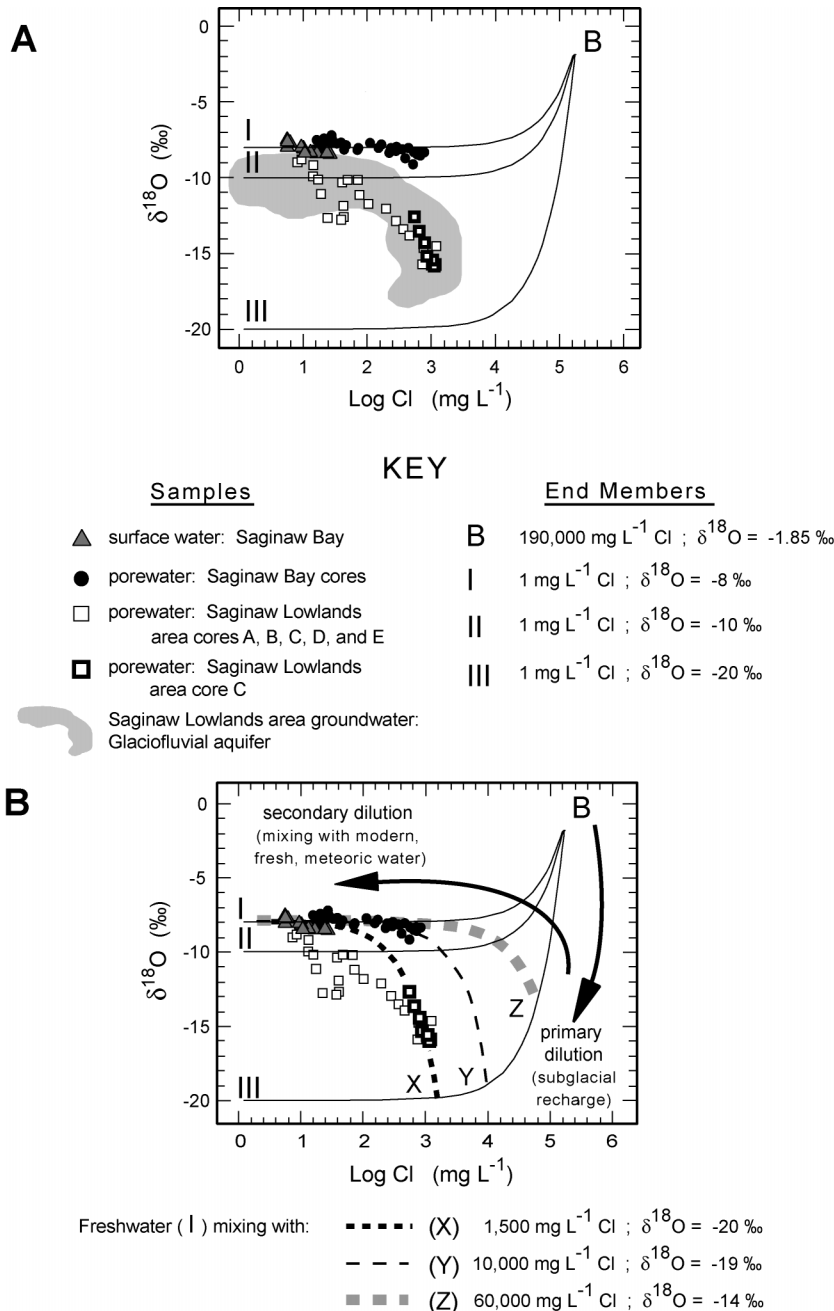 A
0
-5
-10
-15
-20
δ18O (‰)
B
I
II
III
0 1 2 3 4 5 6
Log Cl (mg L-1)
KEY
Samples
surface water: Saginaw Bay
porewater: Saginaw Bay cores
porewater: Saginaw Lowlands
area cores A, B, C, D, and E
porewater: Saginaw Lowlands
area core C
Saginaw Lowlands area groundwater:
Glaciofluvial aquifer
End Members
B 190,000 mg L-1 Cl ; δ18O = -1.85 ‰
I 1 mg L-1 Cl ; δ18O = -8 ‰
II 1 mg L-1 Cl ; δ18O = -10 ‰
III 1 mg L-1 Cl ; δ18O = -20 ‰
B
0
-5
-10
-15
-20
δ18O (‰)
secondary dilution
(mixing with modern,
fresh, meteoric water)
B
I
II
III
Z
X Y
primary
dilution
(subglacial
recharge)
0 1 2 3 4 5 6
Log Cl (mg L-1)
Freshwater ( I ) mixing with:
(X) 1,500 mg L-1 Cl ; δ18O = -20 ‰
(Y) 10,000 mg L-1 Cl ; δ18O = -19 ‰
(Z) 60,000 mg L-1 Cl ; δ18O = -14 ‰